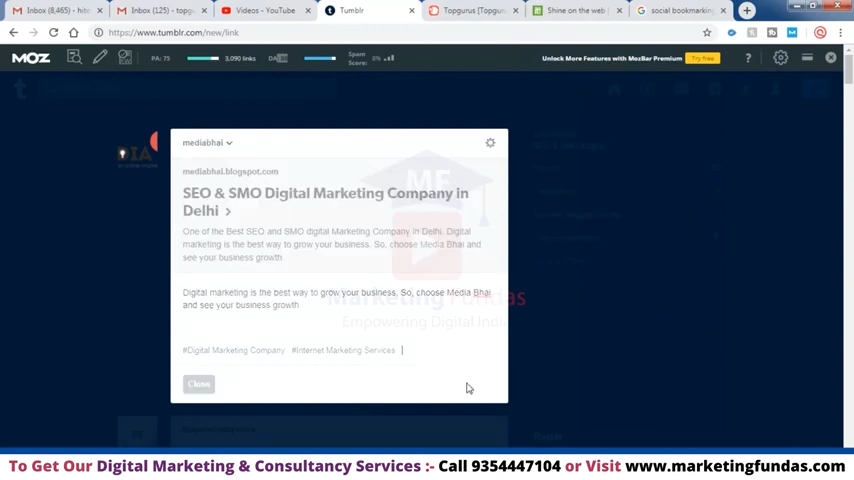 Inbox (8,465) - hite
Inbox (125) - topgu
Videos - YouTube
Tumblr
Topgurus [Topgurus
Shine on the web |
social bookmarking
https://www.tumblr.com/new/link
MOZ
PA: 75
3,090 links
DA
Spam Score: 8%
Unlock More Features with MozBar Premium
Try free
mediabhai
mediabhai.blogspot.com
SEO & SMO Digital Marketing Company in
Delhi
One of the Best SEO and SMO digital Marketing Company in Delhi. Digital
marketing is the best way to grow your business. So, choose Media Bhai and
see your business growth
ME
Digital marketing is the best way to grow your business. So, choose Media Bhai
and see your business growth
Marketing Fundas
Empowering Digital India
#Digital Marketing Company #Internet Marketing Services
Close
To Get Our Digital Marketing & Consultancy Services :- Call 9354447104 or Visit www.marketingfundas.com